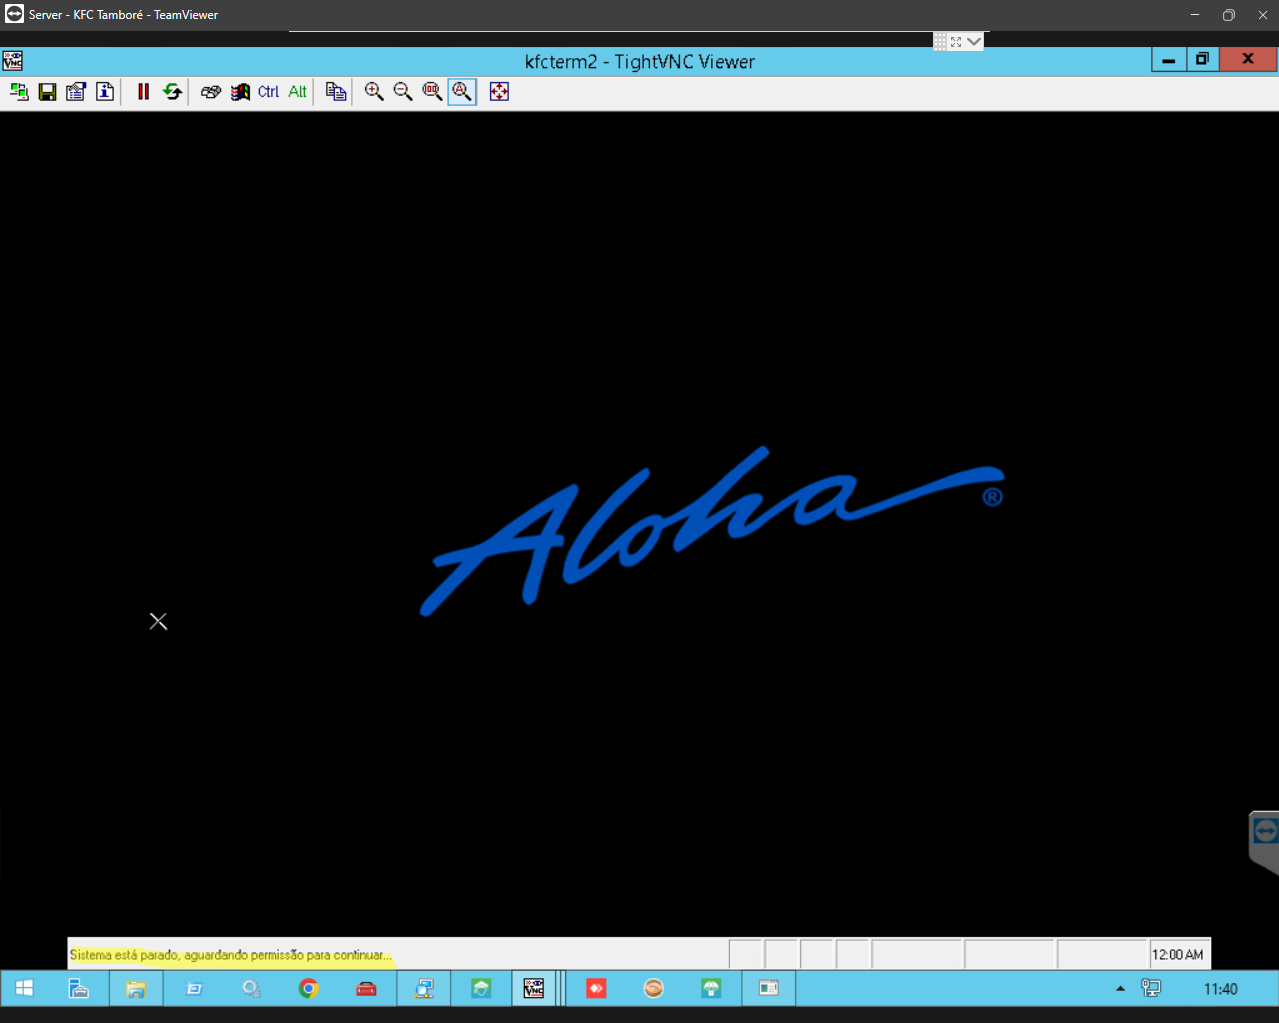 Server - KFC Tamboré - TeamViewer
kfcterm2 - TightVNC Viewer
Ctrl Alt
Aloha®
Sistema está parado, aguardando permissão para continuar...
12:00 AM
11:40